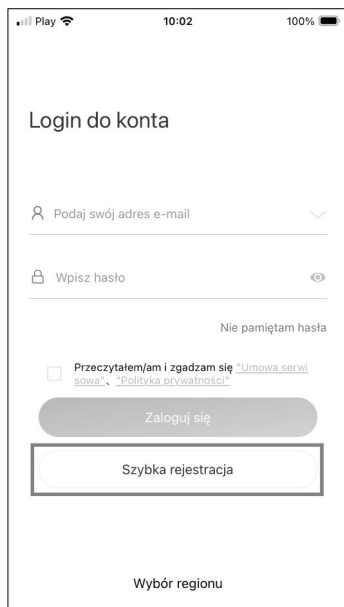 Play
10:02
100%
Login do konta
Podaj swój adres e-mail
Wpisz hasło
Nie pamiętam hasła
Przeczytałem/am i zgadzam się "Umowa serwi
sowa"、"Polityka prywatności"
Zaloguj się
Szybka rejestracja
Wybór regionu